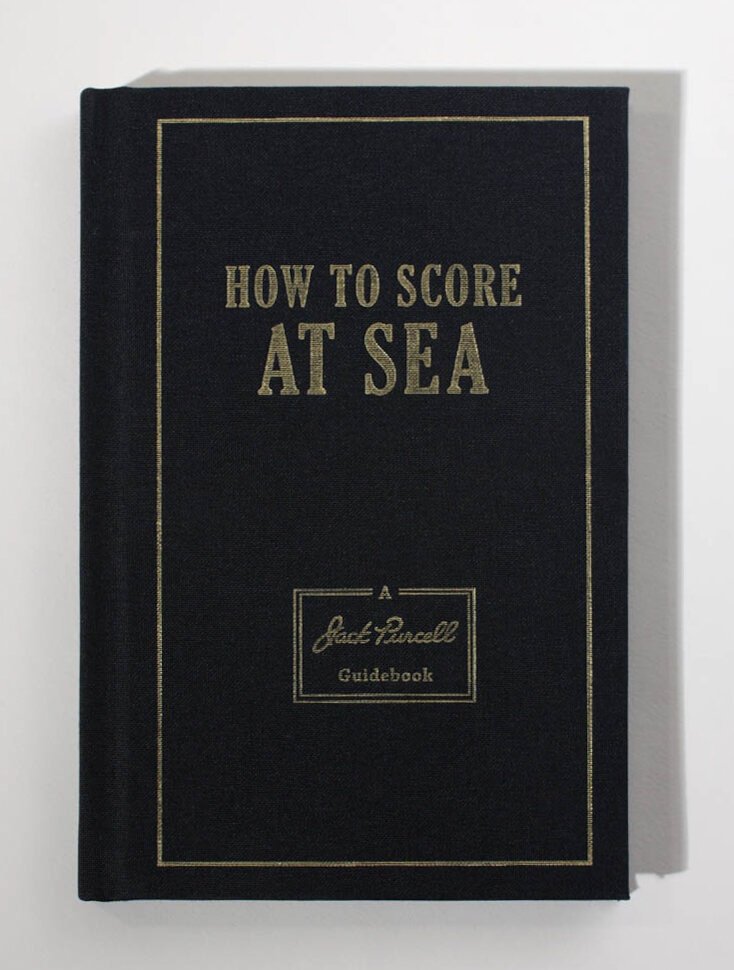 HOW TO SCORE
AT SEA
A
Jack Purcell
Guidebook